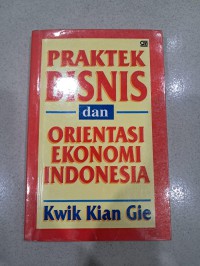 PRAKTEK
BISNIS
dan
ORIENTASI
EKONOMI
INDONESIA
Kwik Kian Gie